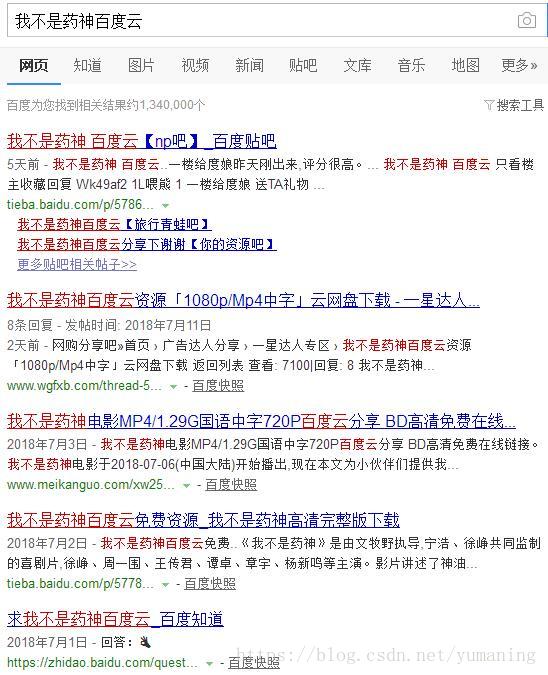 我不是药神百度云
网页 知道 图片 视频 新闻 贴吧 文库 音乐 地图 更多»
百度为您找到相关结果约1,340,000个 搜索工具
我不是药神 百度云【np吧】_百度贴吧
5天前 - 我不是药神 百度云..一楼给度娘昨天刚出来,评分很高。... 我不是药神 百度云 只看楼
主收藏回复 Wk49af2 1L喂熊 1 一楼给度娘 送TA礼物 ...
tieba.baidu.com/p/5786...
我不是药神百度云【旅行青蛙吧】
我不是药神百度云分享下谢谢【你的资源吧】
更多贴吧相关帖子>>
我不是药神百度云资源「1080p/Mp4中字」云网盘下载 - 一星达人...
8条回复 - 发帖时间: 2018年7月11日
2天前 - 网购分享吧»首页 › 广告达人分享 › 一星达人专区 › 我不是药神百度云资源
「1080p/Mp4中字」云网盘下载 返回列表 查看: 7100|回复: 8 我不是药神...
www.wgfxb.com/thread-5... - 百度快照
我不是药神电影MP4/1.29G国语中字720P百度云分享 BD高清免费在线...
2018年7月3日 - 我不是药神电影MP4/1.29G国语中字720P百度云分享 BD高清免费在线链接。
我不是药神电影于2018-07-06(中国大陆)开始播出,现在本文为小伙伴们提供我...
www.meikanguo.com/xw25... - 百度快照
我不是药神百度云免费资源_我不是药神高清完整版下载
2018年7月2日 - 我不是药神百度云免费..《我不是药神》是由文牧野执导,宁浩、徐峥共同监制
的喜剧片,徐峥、周一围、王传君、谭卓、章宇、杨新鸣等主演。影片讲述了神油...
tieba.baidu.com/p/5778... - 百度快照
求我不是药神百度云_百度知道
2018年7月1日 - 回答:
https://zhidao.baidu.com/quest... - 百度快照
https://blog.csdn.net/yumaning